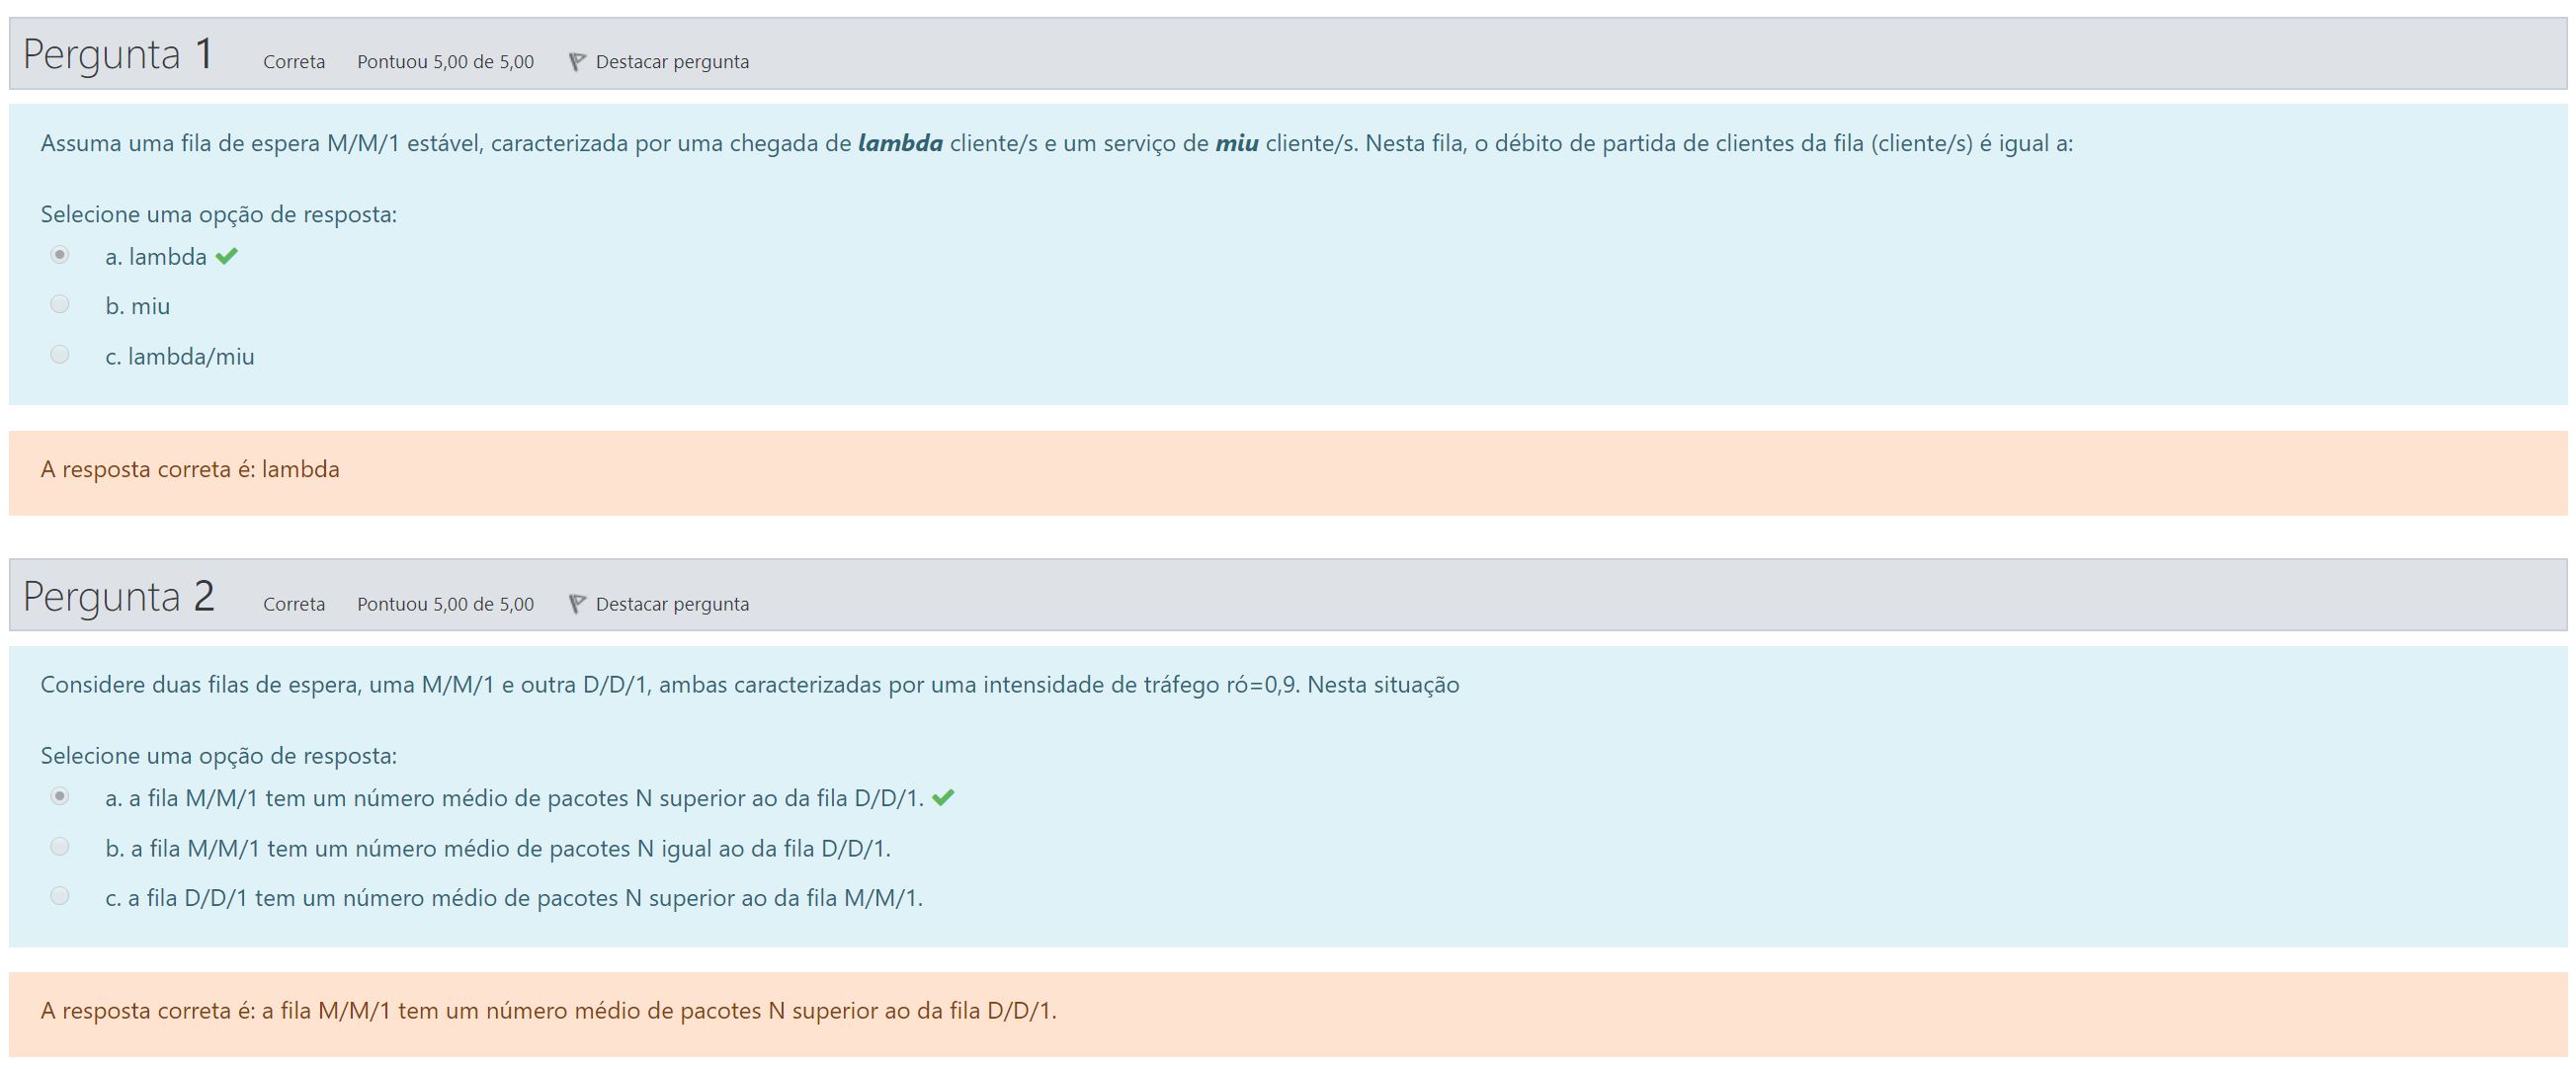 Pergunta 1 Correta Pontuou 5,00 de 5,00 Destacar pergunta
Assuma uma fila de espera M/M/1 estável, caracterizada por uma chegada de lambda cliente/s e um serviço de miu cliente/s. Nesta fila, o débito de partida de clientes da fila (cliente/s) é igual a:
Selecione uma opção de resposta:
a. lambda
b. miu
c. lambda/miu
A resposta correta é: lambda
Pergunta 2 Correta Pontuou 5,00 de 5,00 Destacar pergunta
Considere duas filas de espera, uma M/M/1 e outra D/D/1, ambas caracterizadas por uma intensidade de tráfego ró=0,9. Nesta situação
Selecione uma opção de resposta:
a. a fila M/M/1 tem um número médio de pacotes N superior ao da fila D/D/1.
b. a fila M/M/1 tem um número médio de pacotes N igual ao da fila D/D/1.
c. a fila D/D/1 tem um número médio de pacotes N superior ao da fila M/M/1.
A resposta correta é: a fila M/M/1 tem um número médio de pacotes N superior ao da fila D/D/1.